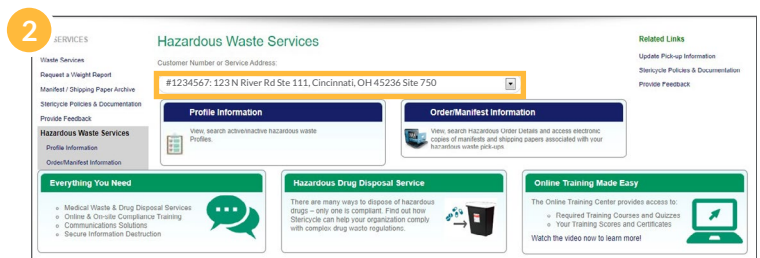 2
SERVICES
Waste Services
Request a Weight Report
Manifest / Shipping Paper Archive
Stericycle Policies & Documentation
Provide Feedback
Hazardous Waste Services
Profile Information
Order/Manifest Information
Hazardous Waste Services
Customer Number or Service Address:
#1234567: 123 N River Rd Ste 111, Cincinnati, OH 45236 Site 750
Profile Information
View, search active/inactive hazardous waste
Profiles.
Order/Manifest Information
View, search Hazardous Order Details and access electronic
copies of manifests and shipping papers associated with your
hazardous waste pick-ups.
Related Links
Update Pick-up Information
Stericycle Policies & Documentation
Provide Feedback
Everything You Need
» Medical Waste & Drug Disposal Services
» Online & On-site Compliance Training
» Communications Solutions
» Secure Information Destruction
Hazardous Drug Disposal Service
There are many ways to dispose of hazardous
drugs – only one is compliant. Find out how
Stericycle can help your organization comply
with complex drug waste regulations.
Online Training Made Easy
The Online Training Center provides access to:
» Required Training Courses and Quizzes
» Your Training Scores and Certificates
Watch the video now to learn more!